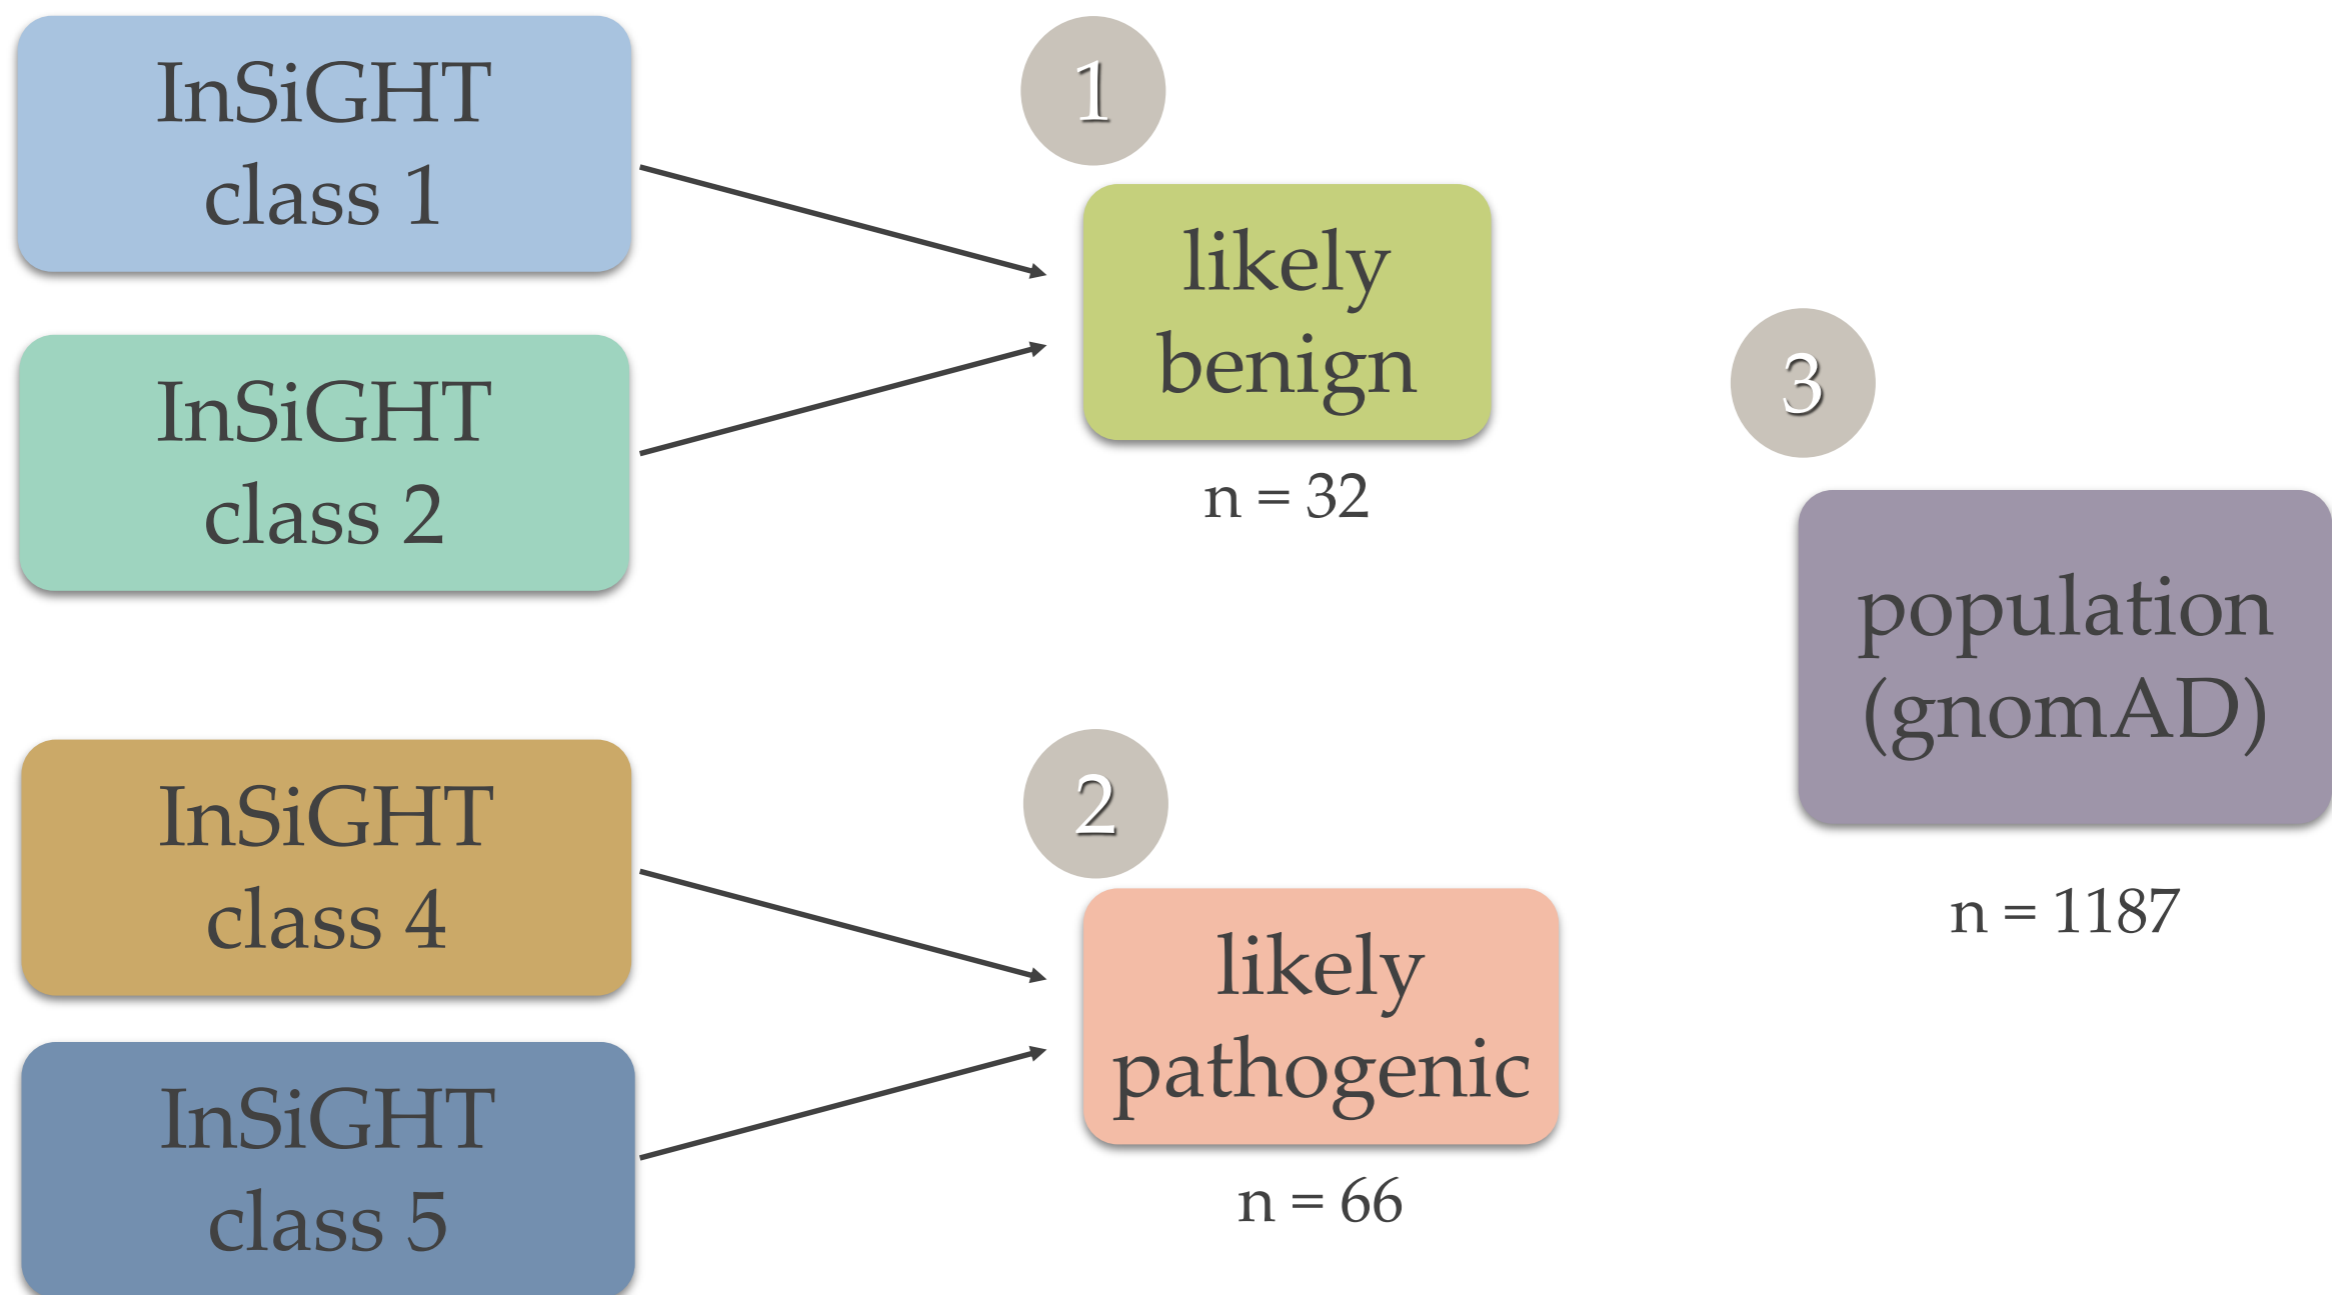 InSiGHT
class 1
InSiGHT
class 2
InSiGHT
class 4
InSiGHT
class 5
1
likely
benign
n = 32
2
likely
pathogenic
n = 66
3
population
(gnomAD)
n = 1187